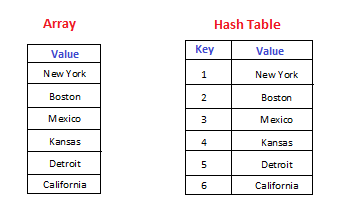 Array
Hash Table
Value
Key Value
New York
1 New York
Boston
2 Boston
Mexico
3 Mexico
Kansas
4 Kansas
Detroit
5 Detroit
California
6 California